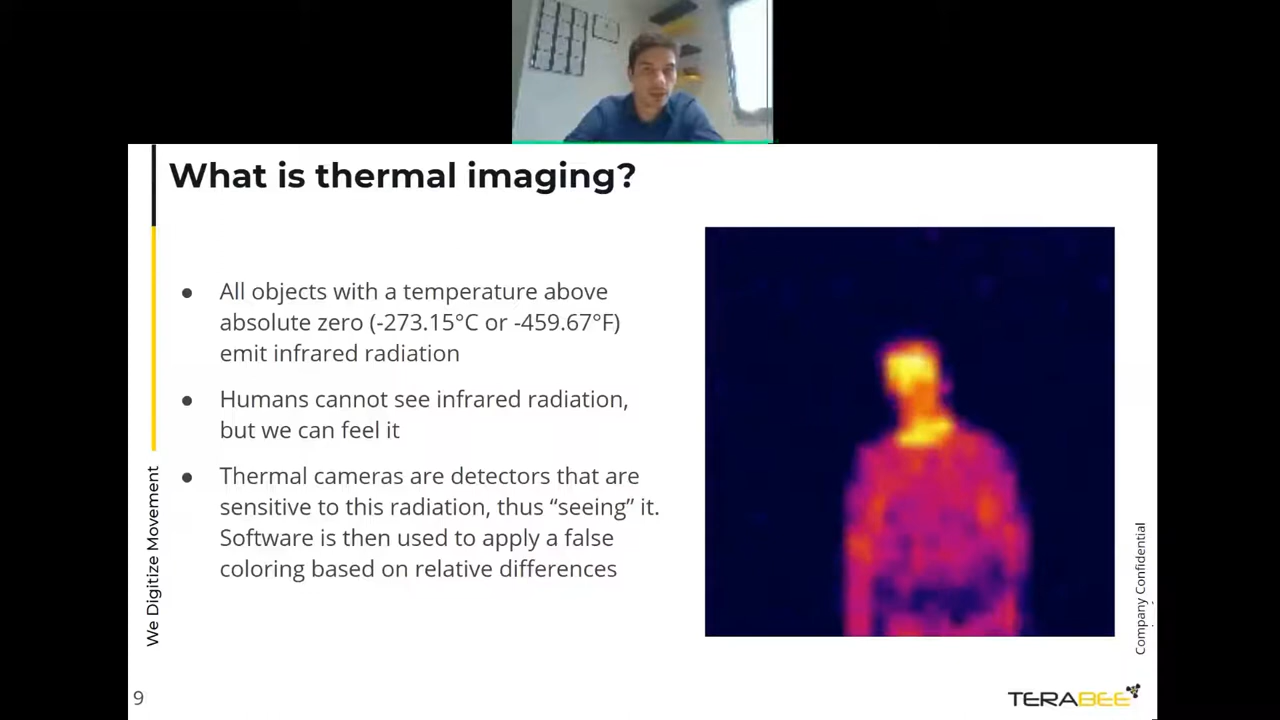 What is thermal imaging?
● All objects with a temperature above
absolute zero (-273.15°C or -459.67°F)
emit infrared radiation
● Humans cannot see infrared radiation,
but we can feel it
● Thermal cameras are detectors that are
sensitive to this radiation, thus “seeing” it.
Software is then used to apply a false
coloring based on relative differences
We Digitize Movement
Company Confidential
9
TERABEE